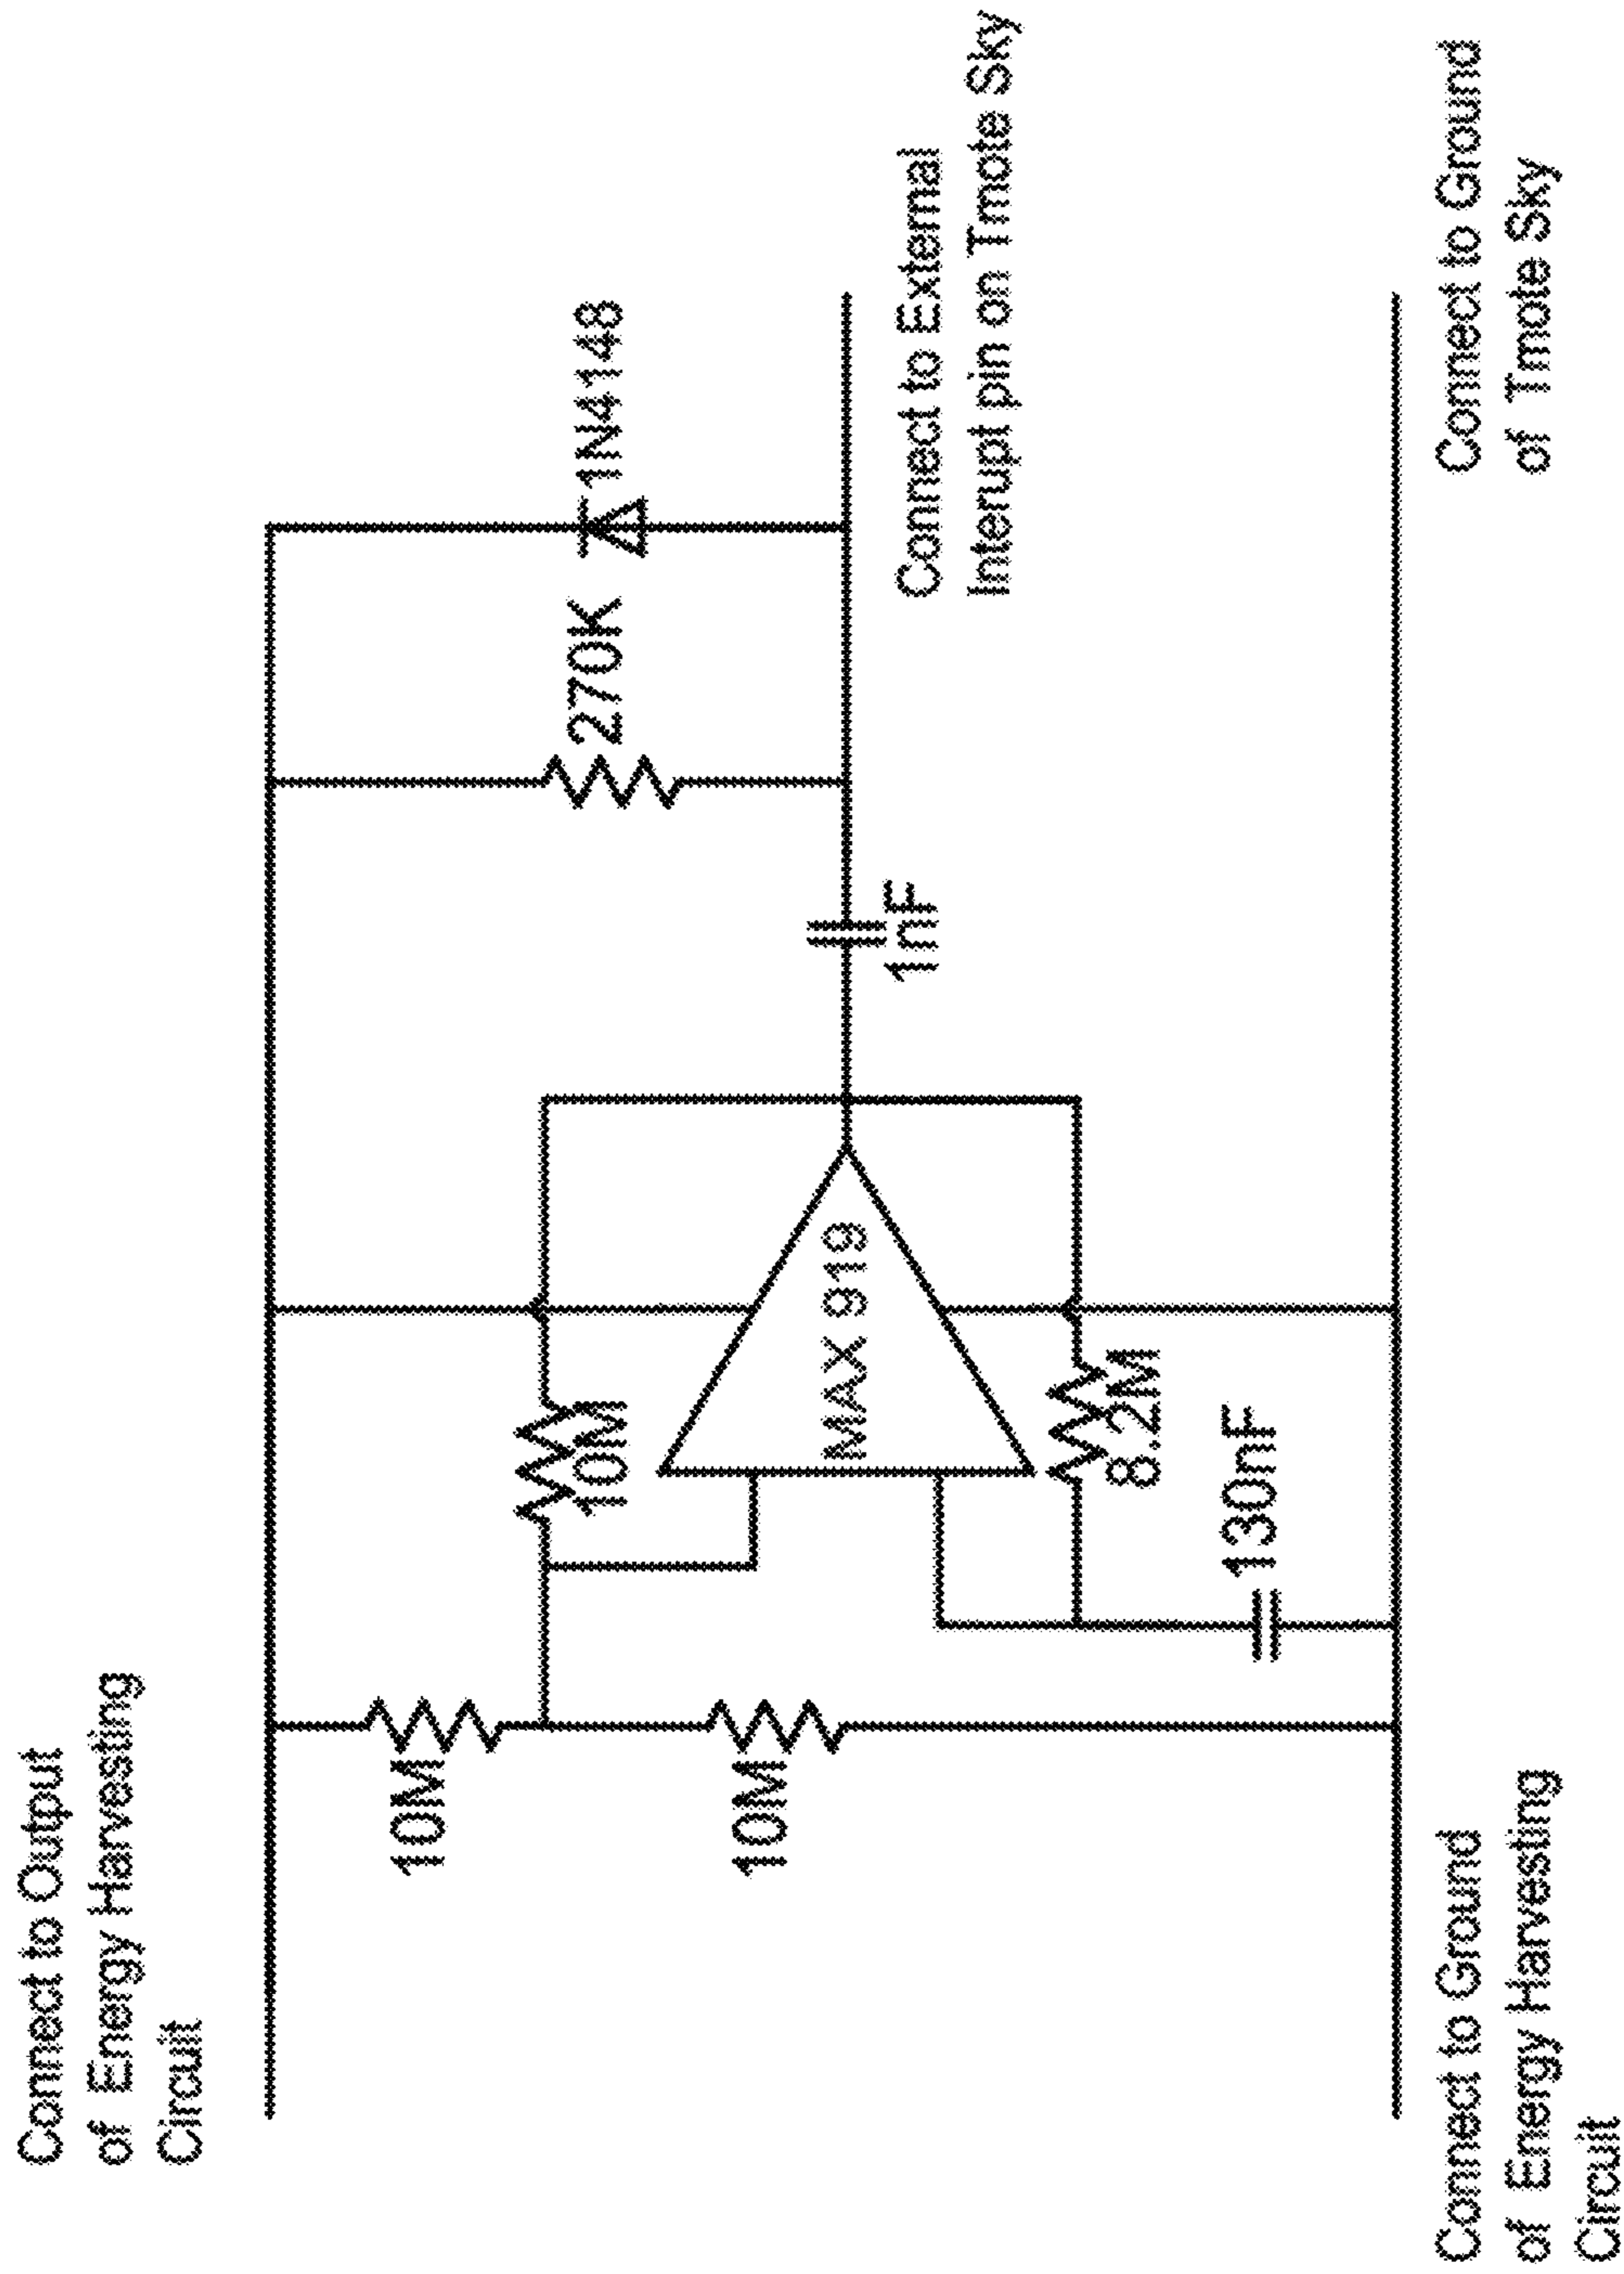 Connect to Output
of Energy Harvesting
Circuit
10M
10M
10M
MAX 919
8.2M
130nF
1nF
270K
1N4148
Connect to External
Interupt pin on Tmote Sky
Connect to Ground
of Energy Harvesting
Circuit
Connect to Ground
of Tmote Sky